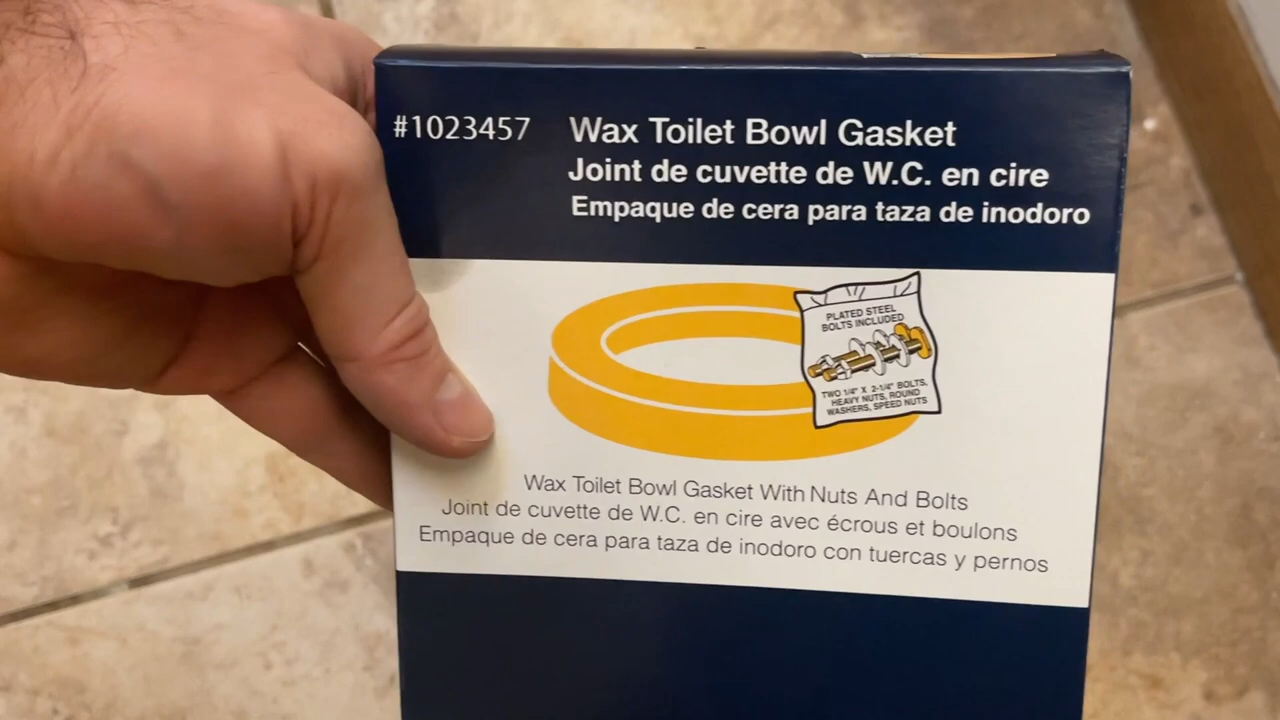 #1023457
Wax Toilet Bowl Gasket
Joint de cuvette de W.C. en cire
Empaque de cera para taza de inodoro
PLATED STEEL
BOLTS INCLUDED
TWO 1/4" X 2-1/4" BOLTS,
HEAVY NUTS, ROUND
WASHERS, SPEED NUTS
Wax Toilet Bowl Gasket With Nuts And Bolts
Joint de cuvette de W.C. en cire avec écrous et boulons
Empaque de cera para taza de inodoro con tuercas y pernos